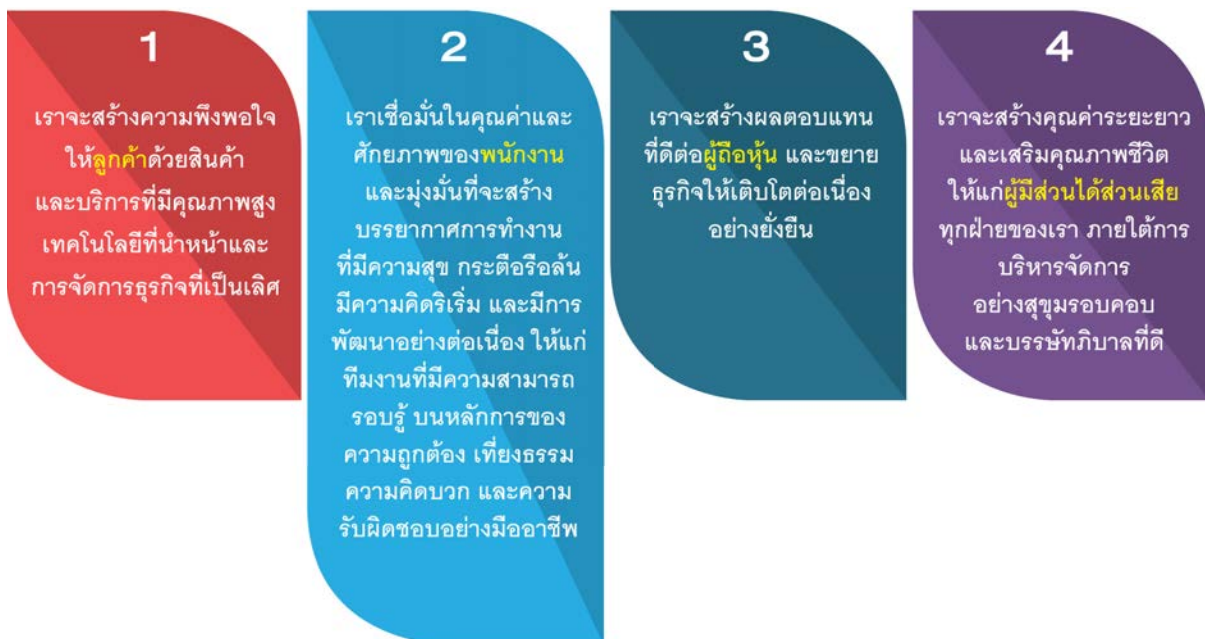 1
เราจะสร้างความพึงพอใจ
ให้ลูกค้าด้วยสินค้า
และบริการที่มีคุณภาพสูง
เทคโนโลยีที่นำหน้าและ
การจัดการธุรกิจที่เป็นเลิศ
2
เราเชื่อมั่นในคุณค่าและ
ศักยภาพของพนักงาน
และมุ่งมั่นที่จะสร้าง
บรรยากาศการทำงาน
ที่มีความสุข กระตือรือล้น
มีความคิดริเริ่ม และมีการ
พัฒนาอย่างต่อเนื่อง ให้แก่
ทีมงานที่มีความสามารถ
รอบรู้ บนหลักการของ
ความถูกต้อง เที่ยงธรรม
ความคิดบวก และความ
รับผิดชอบอย่างมืออาชีพ
3
เราจะสร้างผลตอบแทน
ที่ดีต่อผู้ถือหุ้น และขยาย
ธุรกิจให้เติบโตต่อเนื่อง
อย่างยั่งยืน
4
เราจะสร้างคุณค่าระยะยาว
และเสริมคุณภาพชีวิต
ให้แก่ผู้มีส่วนได้ส่วนเสีย
ทุกฝ่ายของเรา ภายใต้การ
บริหารจัดการ
อย่างสุขุมรอบคอบ
และบรรษัทภิบาลที่ดี